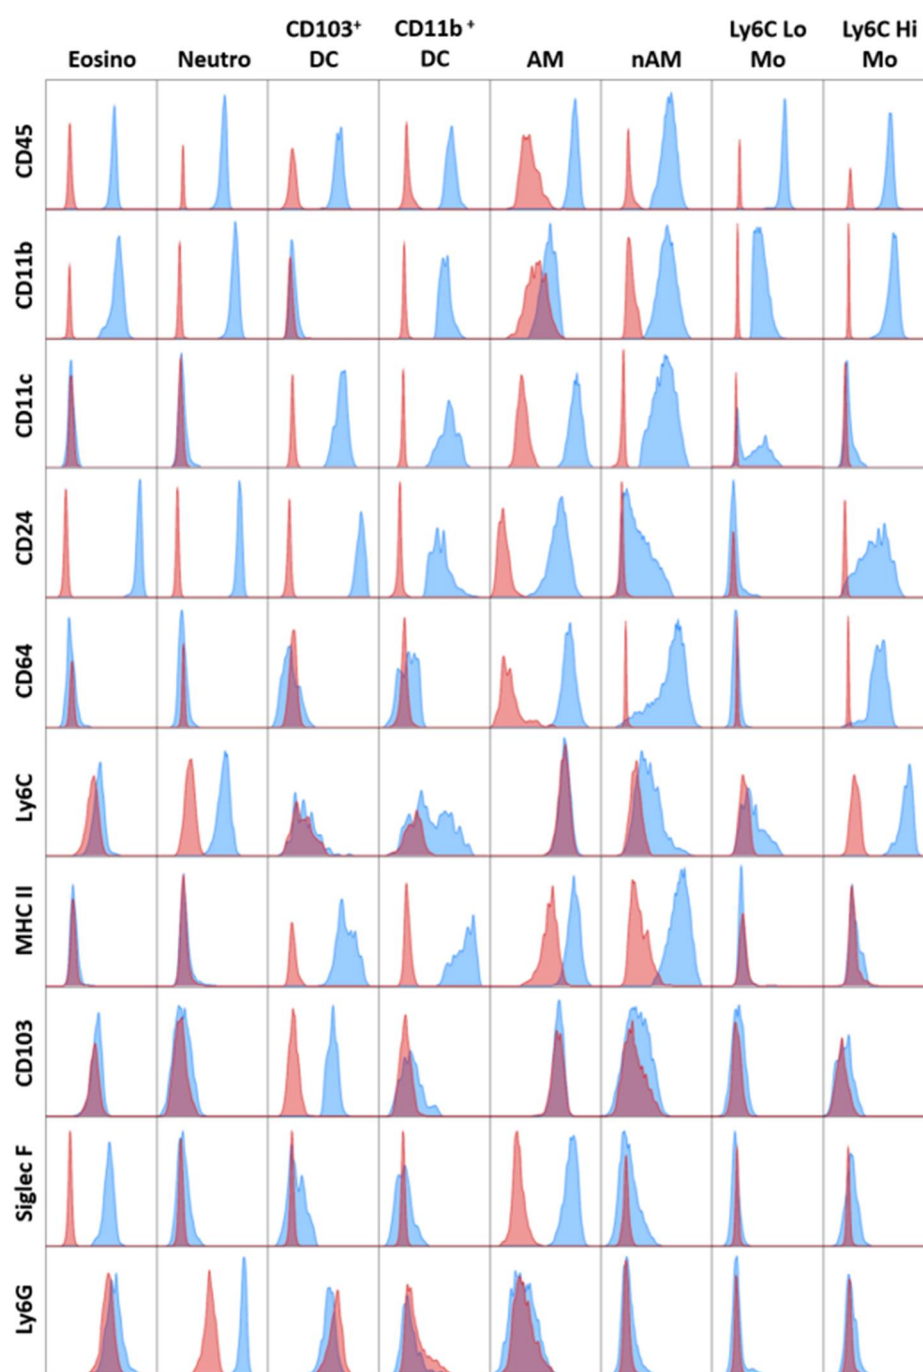 CD103⁺ CD11b ⁺ Ly6C Lo Ly6C Hi
Eosino Neutro DC DC AM nAM Mo Mo
CD45
CD11b
CD11c
CD24
CD64
Ly6C
MHC II
CD103
Siglec F
Ly6G